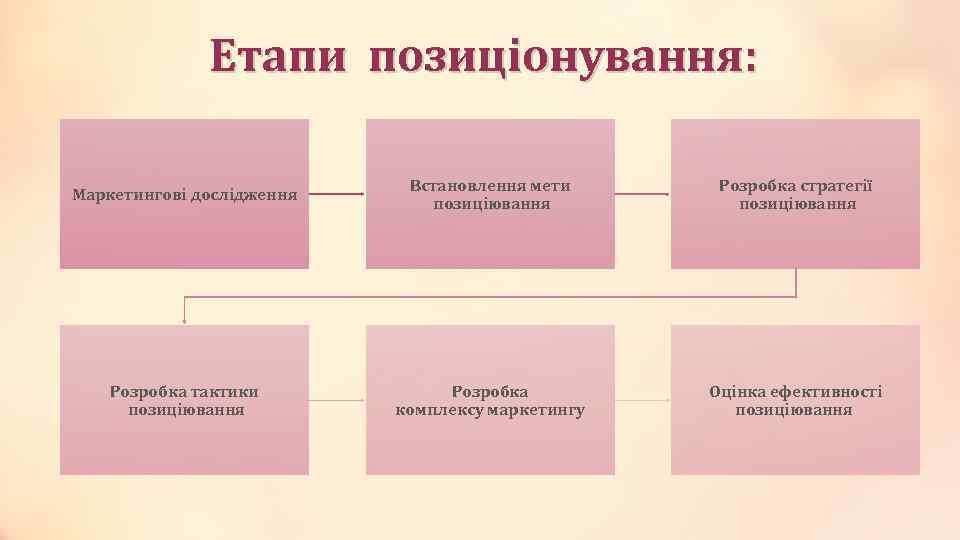 Етапи позиціонування:
Маркетингові дослідження
Встановлення мети
позиціювання
Розробка стратегії
позиціювання
Розробка тактики
позиціювання
Розробка
комплексу маркетингу
Оцінка ефективності
позиціювання